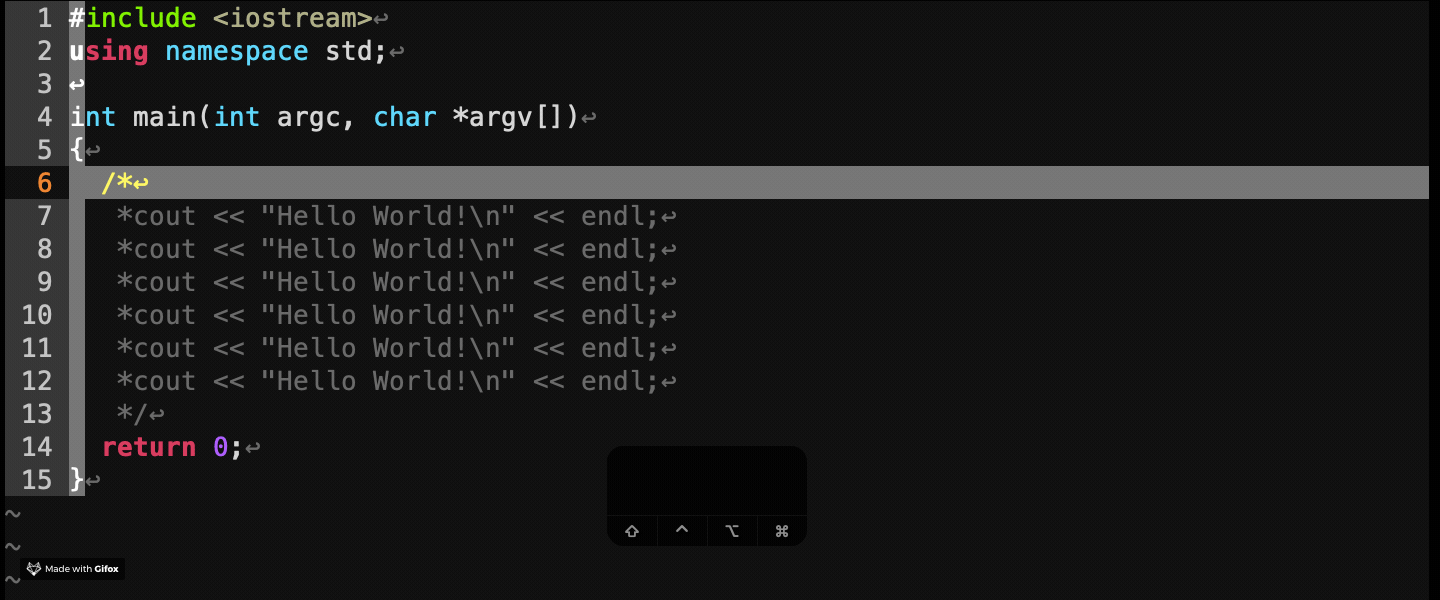 1 #include <iostream>↩
2 using namespace std;↩
3 ↩
4 int main(int argc, char *argv[])↩
5 {↩
6   /*↩
7    *cout << "Hello World!\n" << endl;↩
8    *cout << "Hello World!\n" << endl;↩
9    *cout << "Hello World!\n" << endl;↩
10    *cout << "Hello World!\n" << endl;↩
11    *cout << "Hello World!\n" << endl;↩
12    *cout << "Hello World!\n" << endl;↩
13    */↩
14   return 0;↩
15 }↩
~
~
~
⇧ ^ ⌥ ⌘
Made with Gifox